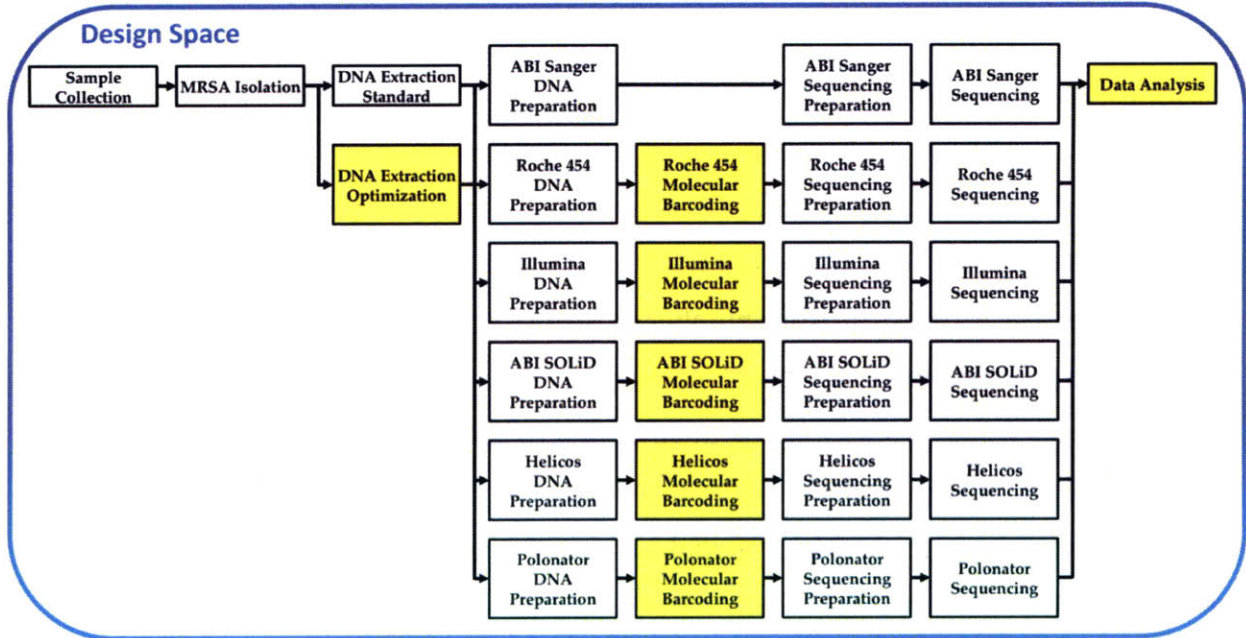 Design Space
Sample
Collection
MRSA Isolation
DNA Extraction
Standard
ABI Sanger
DNA
Preparation
ABI Sanger
Sequencing
Preparation
ABI Sanger
Sequencing
Data Analysis
DNA Extraction
Optimization
Roche 454
DNA
Preparation
Roche 454
Molecular
Barcoding
Roche 454
Sequencing
Preparation
Roche 454
Sequencing
Illumina
DNA
Preparation
Illumina
Molecular
Barcoding
Illumina
Sequencing
Preparation
Illumina
Sequencing
ABI SOLiD
DNA
Preparation
ABI SOLiD
Molecular
Barcoding
ABI SOLiD
Sequencing
Preparation
ABI SOLiD
Sequencing
Helicos
DNA
Preparation
Helicos
Molecular
Barcoding
Helicos
Sequencing
Preparation
Helicos
Sequencing
Polonator
DNA
Preparation
Polonator
Molecular
Barcoding
Polonator
Sequencing
Preparation
Polonator
Sequencing